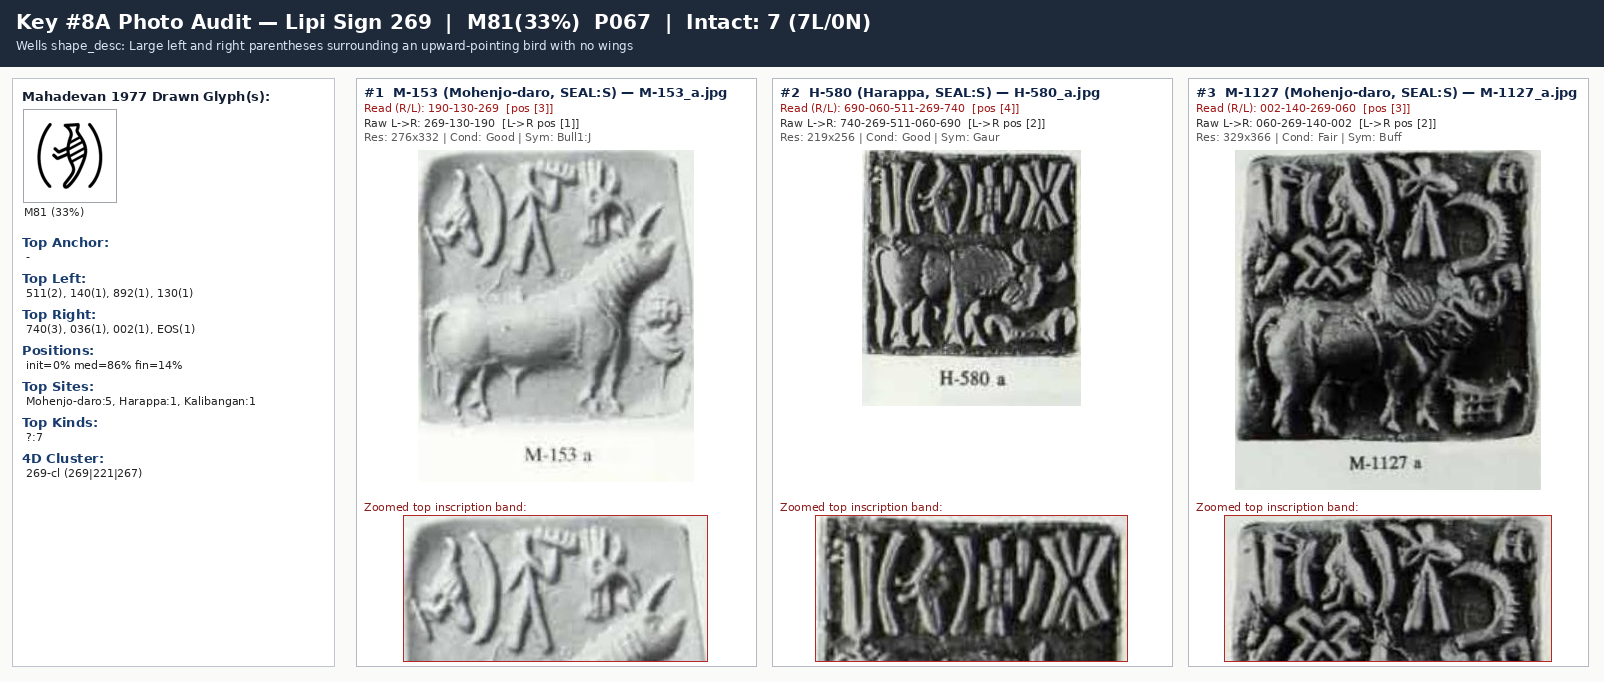 Key #8A Photo Audit — Lipi Sign 269 | M81(33%) P067 | Intact: 7 (7L/0N)
Wells shape_desc: Large left and right parentheses surrounding an upward-pointing bird with no wings
Mahadevan 1977 Drawn Glyph(s):
M81 (33%)
Top Anchor:
-
Top Left:
511(2), 140(1), 892(1), 130(1)
Top Right:
740(3), 036(1), 002(1), EOS(1)
Positions:
init=0% med=86% fin=14%
Top Sites:
Mohenjo-daro:5, Harappa:1, Kalibangan:1
Top Kinds:
?:7
4D Cluster:
269-cl (269|221|267)
#1 M-153 (Mohenjo-daro, SEAL:S) — M-153_a.jpg
Read (R/L): 190-130-269 [pos [3]]
Raw L->R: 269-130-190 [L->R pos [1]]
Res: 276x332 | Cond: Good | Sym: Bull1:J
M-153 a
Zoomed top inscription band:
#2 H-580 (Harappa, SEAL:S) — H-580_a.jpg
Read (R/L): 690-060-511-269-740 [pos [4]]
Raw L->R: 740-269-511-060-690 [L->R pos [2]]
Res: 219x256 | Cond: Good | Sym: Gaur
H-580 a
Zoomed top inscription band:
#3 M-1127 (Mohenjo-daro, SEAL:S) — M-1127_a.jpg
Read (R/L): 002-140-269-060 [pos [3]]
Raw L->R: 060-269-140-002 [L->R pos [2]]
Res: 329x366 | Cond: Fair | Sym: Buff
M-1127 a
Zoomed top inscription band: